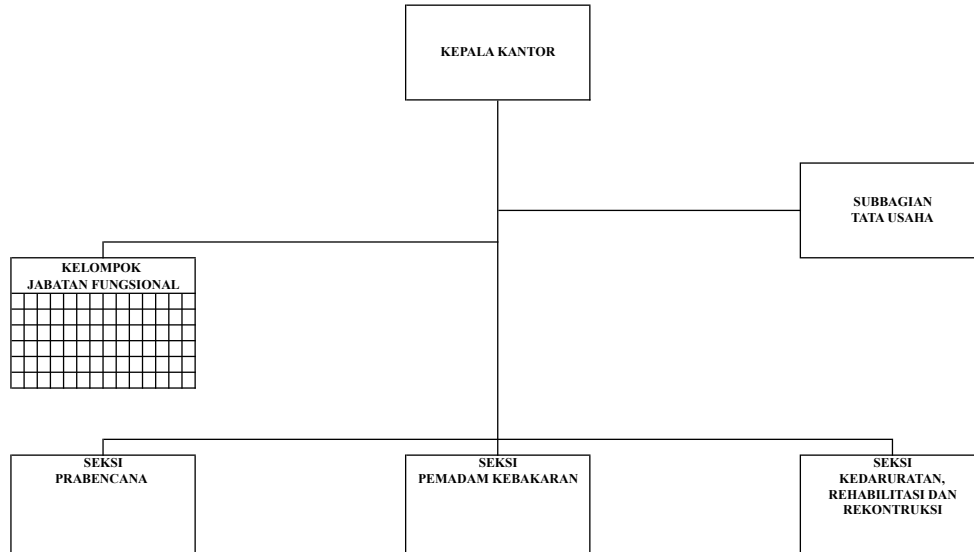 KEPALA KANTOR
SUBBAGIAN
TATA USAHA
KELOMPOK
JABATAN FUNGSIONAL
SEKSI
PRABENCANA
SEKSI
PEMADAM KEBAKARAN
SEKSI
KEDARURATAN,
REHABILITASI DAN
REKONTRUKSI